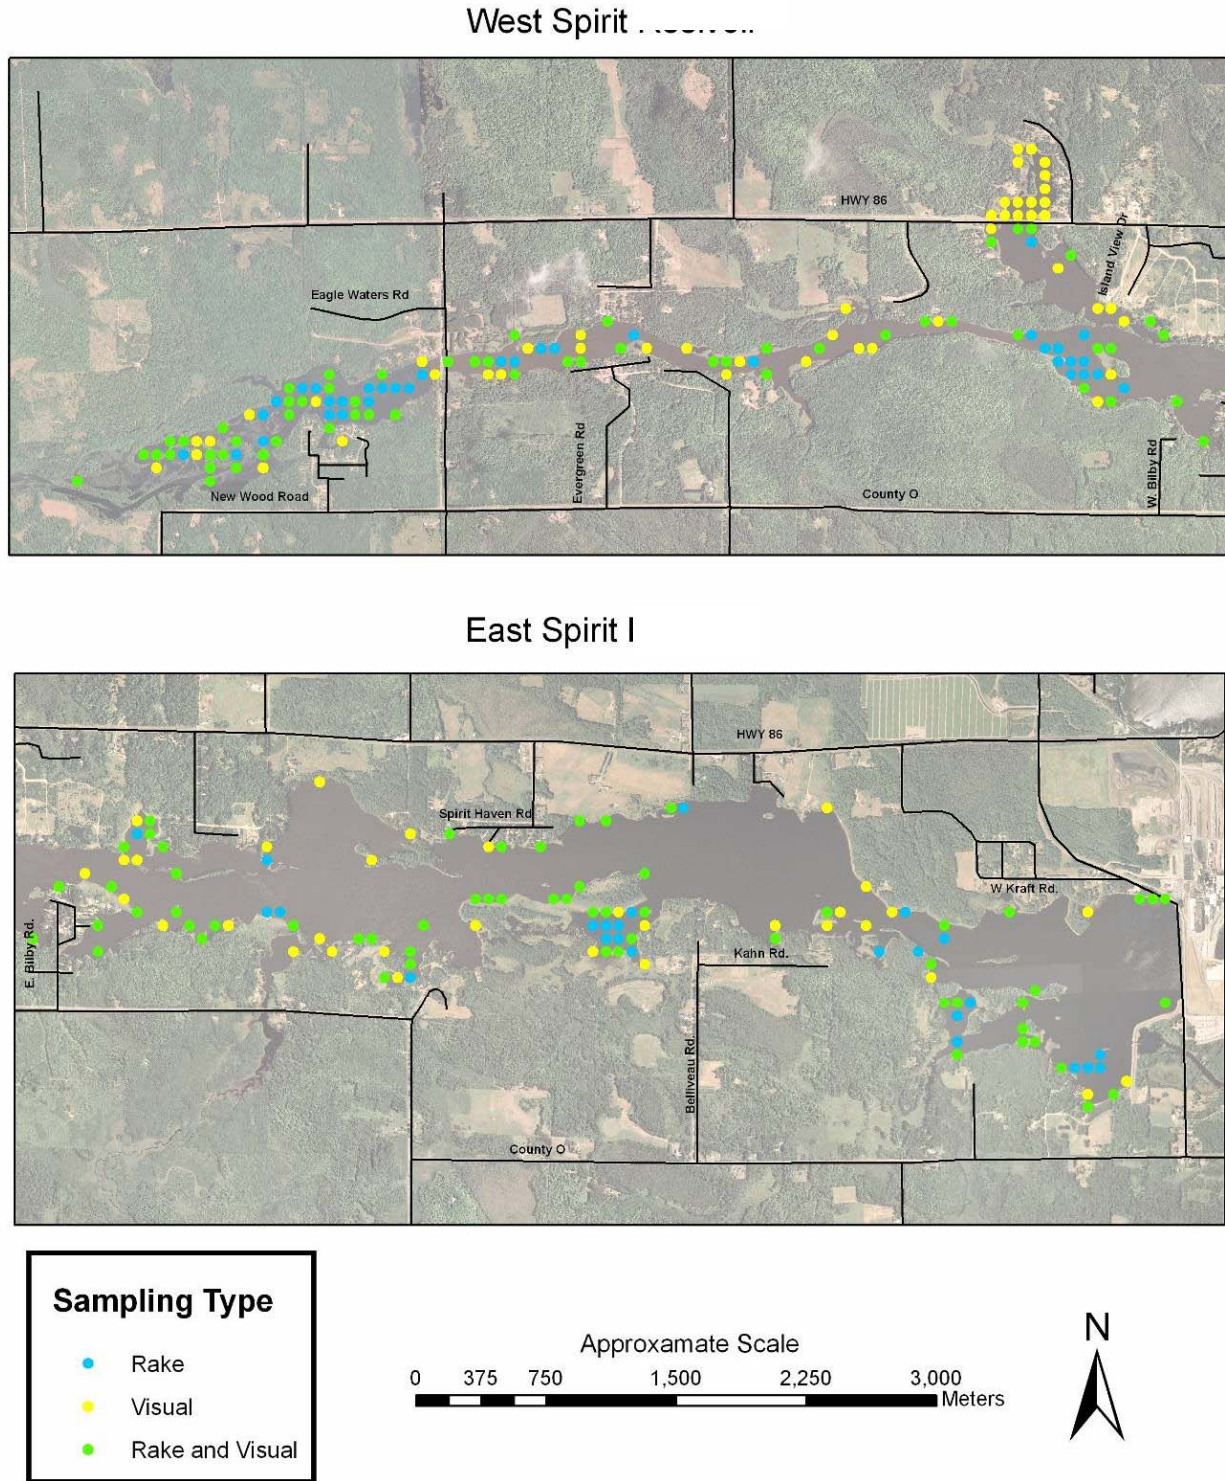 West Spirit
HWY 86
Island View Dr
Eagle Waters Rd
Evergreen Rd
New Wood Road
County O
W. Bilby Rd
East Spirit
HWY 86
Spirit Haven Rd
W Kraft Rd.
E. Bilby Rd.
Kahn Rd.
Belliveau Rd.
County O
Sampling Type
Rake
Visual
Rake and Visual
Approxamate Scale
0 375 750 1,500 2,250 3,000
Meters
N